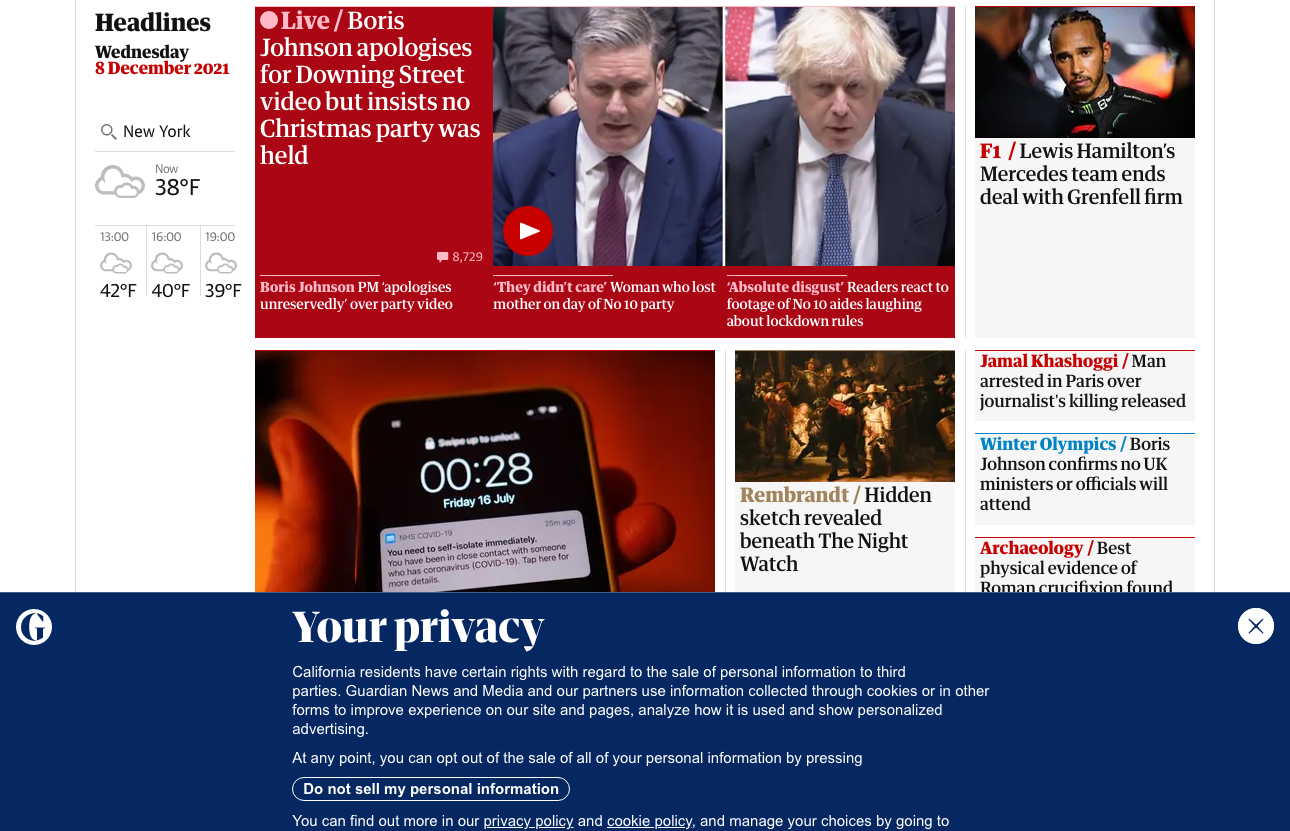 Headlines
Wednesday
8 December 2021
New York
Now
38°F
13:00
42°F
16:00
40°F
19:00
39°F
Live / Boris
Johnson apologises
for Downing Street
video but insists no
Christmas party was
held
8,729
Boris Johnson PM ‘apologises
unreservedly’ over party video
‘They didn’t care’ Woman who lost
mother on day of No 10 party
‘Absolute disgust’ Readers react to
footage of No 10 aides laughing
about lockdown rules
F1 / Lewis Hamilton’s
Mercedes team ends
deal with Grenfell firm
Swipe up to unlock
00:28
Friday 16 July
NHS COVID-19
25m ago
You need to self-isolate immediately.
You have been in close contact with someone
who has coronavirus (COVID-19). Tap here for
more details.
Rembrandt / Hidden
sketch revealed
beneath The Night
Watch
Jamal Khashoggi / Man
arrested in Paris over
journalist's killing released
Winter Olympics / Boris
Johnson confirms no UK
ministers or officials will
attend
Archaeology / Best
physical evidence of
Roman crucifixion found
G
Your privacy
California residents have certain rights with regard to the sale of personal information to third
parties. Guardian News and Media and our partners use information collected through cookies or in other
forms to improve experience on our site and pages, analyze how it is used and show personalized
advertising.
At any point, you can opt out of the sale of all of your personal information by pressing
Do not sell my personal information
You can find out more in our privacy policy and cookie policy, and manage your choices by going to